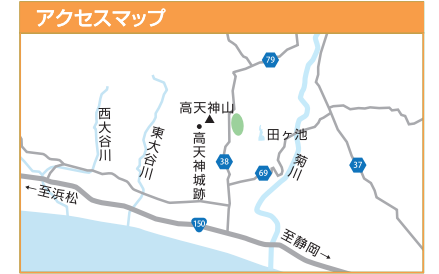 アクセスマップ
79
高天神山
西大谷川
東大谷川
高天神城跡
田ヶ池
菊川
38
69
37
←至浜松
150
至静岡→